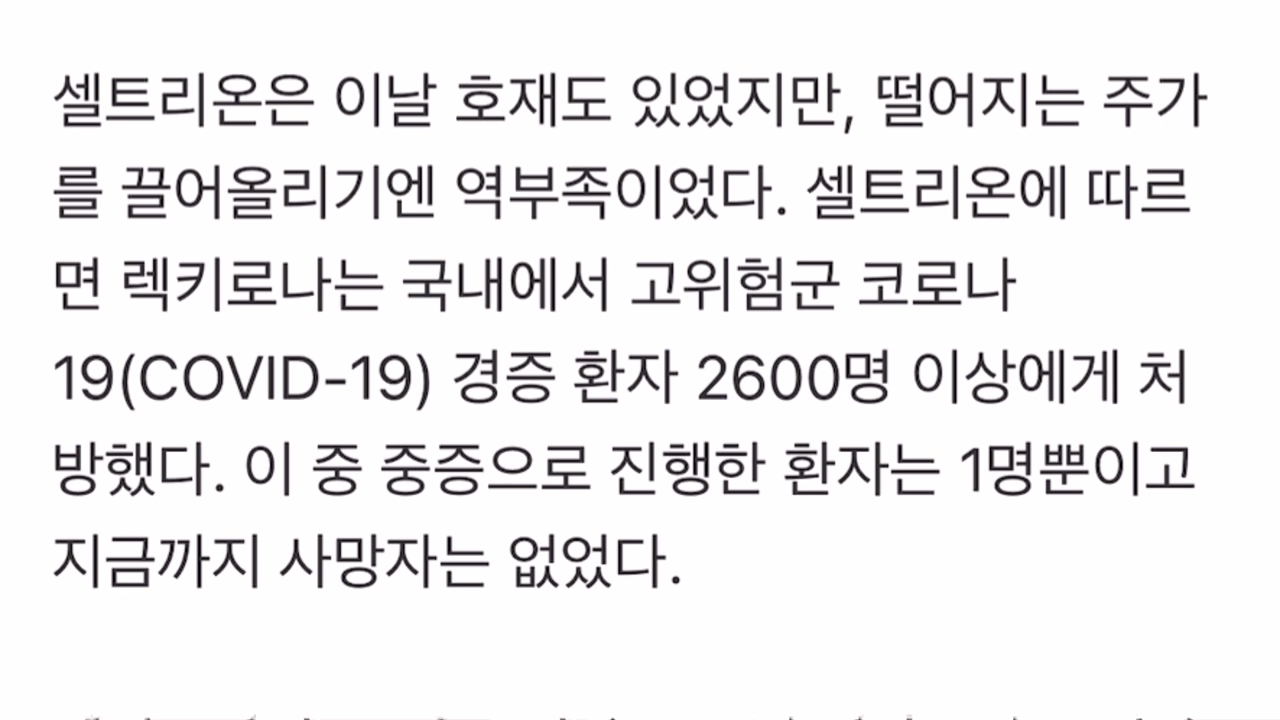 셀트리온은 이날 호재도 있었지만, 떨어지는 주가
를 끌어올리기엔 역부족이었다. 셀트리온에 따르
면 렉키로나는 국내에서 고위험군 코로나
19(COVID-19) 경증 환자 2600명 이상에게 처
방했다. 이 중 중증으로 진행한 환자는 1명뿐이고
지금까지 사망자는 없었다.